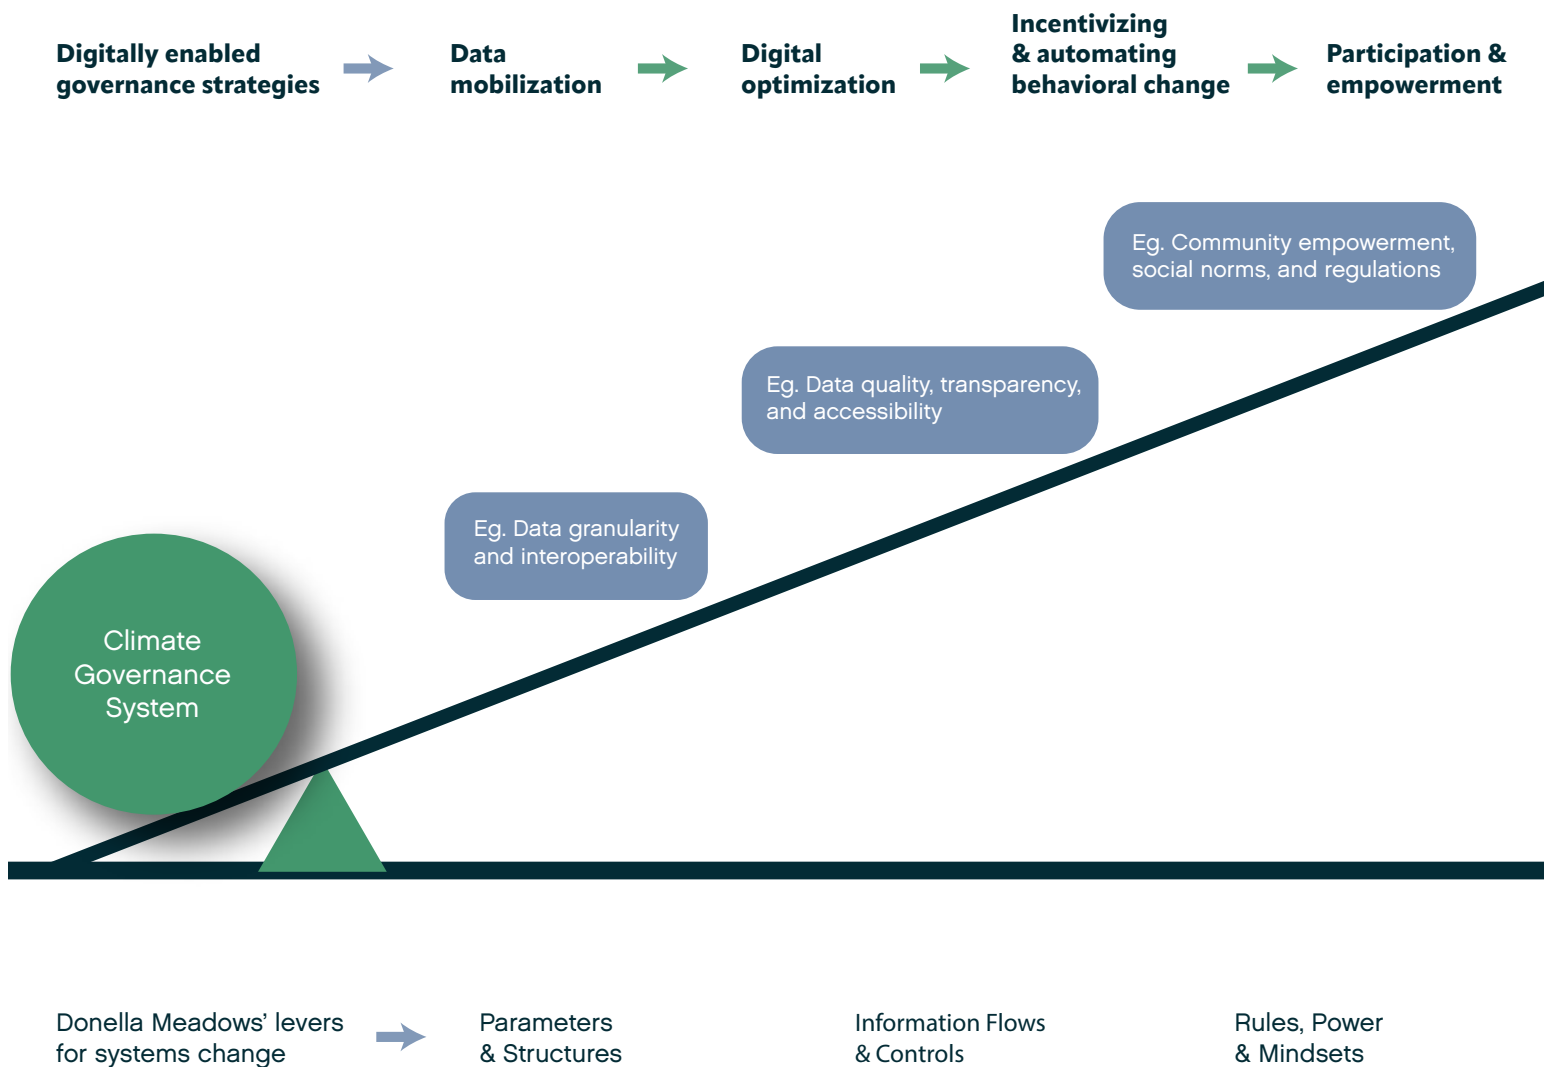 Digitally enabled
governance strategies
Data
mobilization
Digital
optimization
Incentivizing
& automating
behavioral change
Participation &
empowerment
Eg. Community empowerment,
social norms, and regulations
Eg. Data quality, transparency,
and accessibility
Eg. Data granularity
and interoperability
Climate
Governance
System
Donella Meadows’ levers
for systems change
Parameters
& Structures
Information Flows
& Controls
Rules, Power
& Mindsets